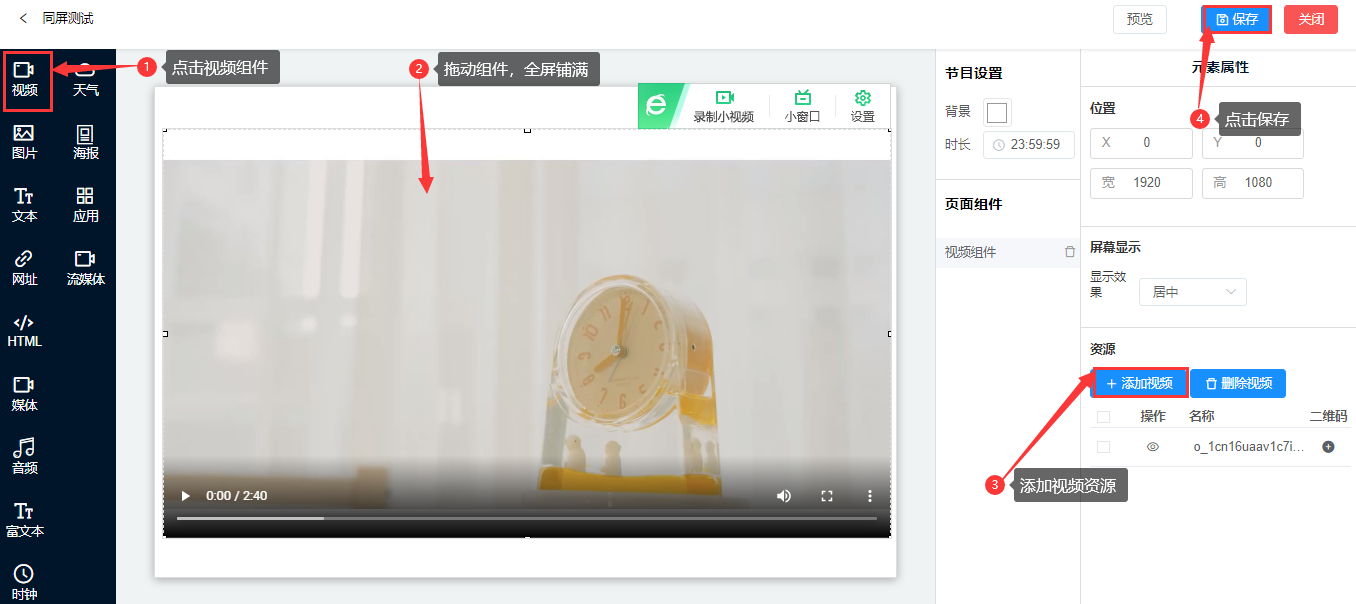 同屏测试
预览
保存
关闭
视频
天气
图片
海报
文本
应用
网址
流媒体
HTML
媒体
音频
富文本
时钟
1 点击视频组件
2 拖动组件，全屏铺满
录制小视频
小窗口
设置
0:00 / 2:40
节目设置
背景
时长
23:59:59
页面组件
视频组件
元素属性
4 点击保存
位置
X 0
Y 0
宽 1920
高 1080
屏幕显示
显示效
果
居中
资源
添加视频
删除视频
操作 名称 二维码
o_1cn16uaav1c7i...
3 添加视频资源